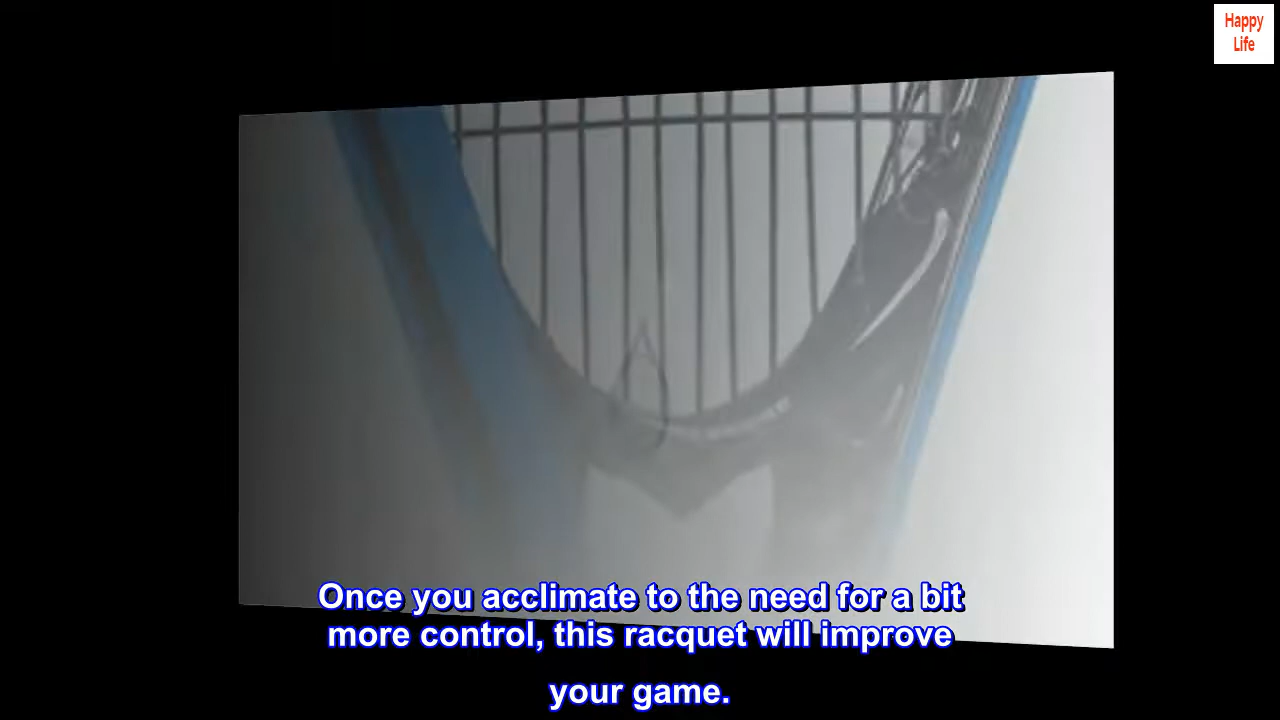 Happy
Life
Once you acclimate to the need for a bit
more control, this racquet will improve
your game.